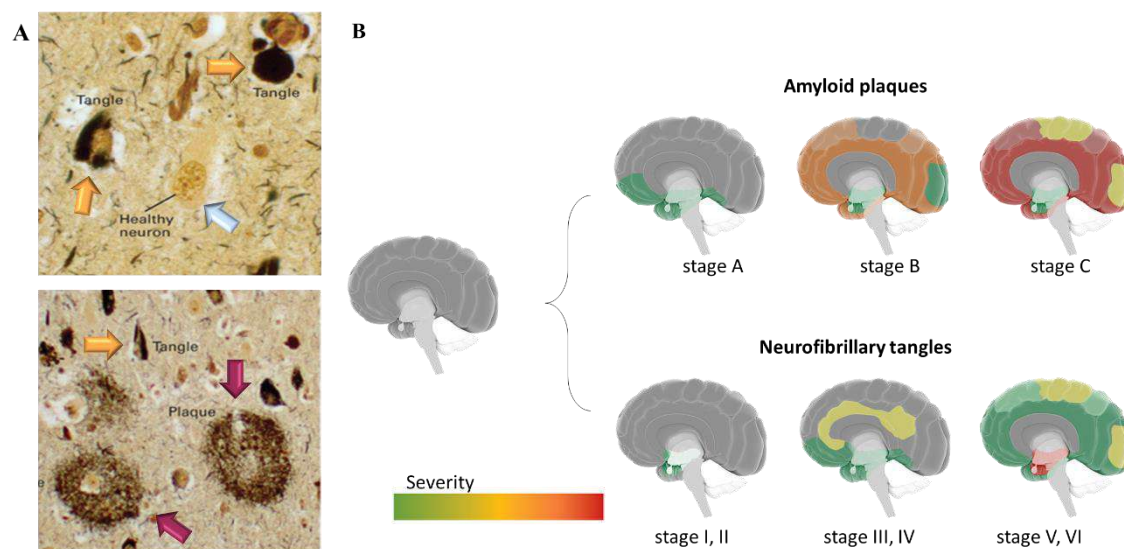 A
Tangle
Tangle
Healthy
neuron
Tangle
Plaque
e
B
Amyloid plaques
stage A
stage B
stage C
Neurofibrillary tangles
Severity
stage I, II
stage III, IV
stage V, VI